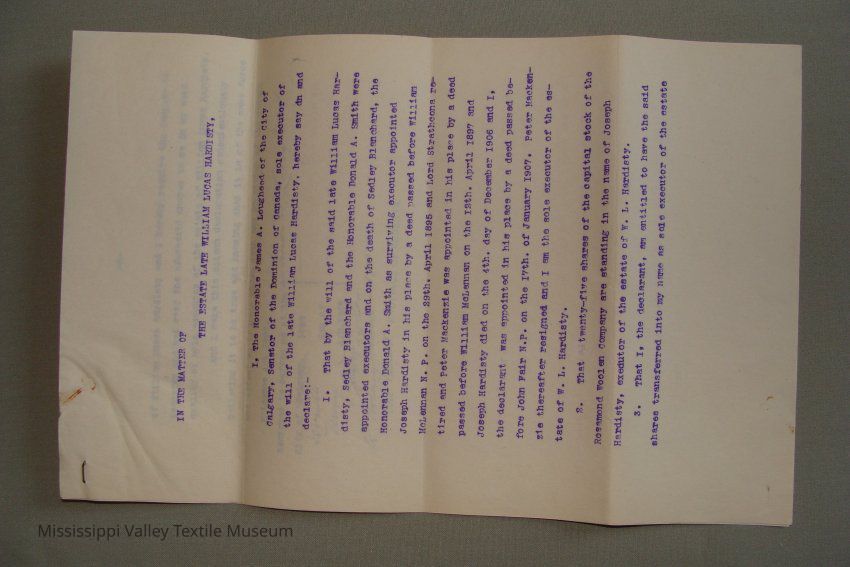 IN THE MATTER OF
THE ESTATE LATE WILLIAM LUCAS HARDISTY,
I, The Honorable James A. Lougheed of the City of
Calgary, Senator of the Dominion of Canada, sole executor of
the will of the late William Lucas Hardisty, hereby say dn and
declare:-
1. That by the will of the said late William Lucas Har-
disty, Sedley Blanchard and the Honorable Donald A. Smith were
appointed executors and on the death of Sedley Blanchard, the
Honorable Donald A. Smith as surviving executor appointed
Joseph Hardisty in his place by a deed passed before William
McLennan N. P. on the 29th. April 1895 and Lord Strathcona re-
tired and Peter Mackenzie was appointed in his place by a deed
passed before William McLennan on the 12th. April 1897 and
Joseph Hardisty died on the 4th. day of December 1906 and I,
the declarant was appointed in his place by a deed passed be-
fore John Fair N.P. on the 17th. of January 1907. Peter Macken-
zie thereafter resigned and I am the sole executor of the es-
tate of W. L. Hardisty.
2. That twenty-five shares of the capital stock of the
Rosamond Woolen Company are standing in the name of Joseph
Hardisty, executor of the estate of W. L. Hardisty.
3. That I, the declarant, am entitled to have the said
shares transferred into my name as sole executor of the estate
Mississippi Valley Textile Museum